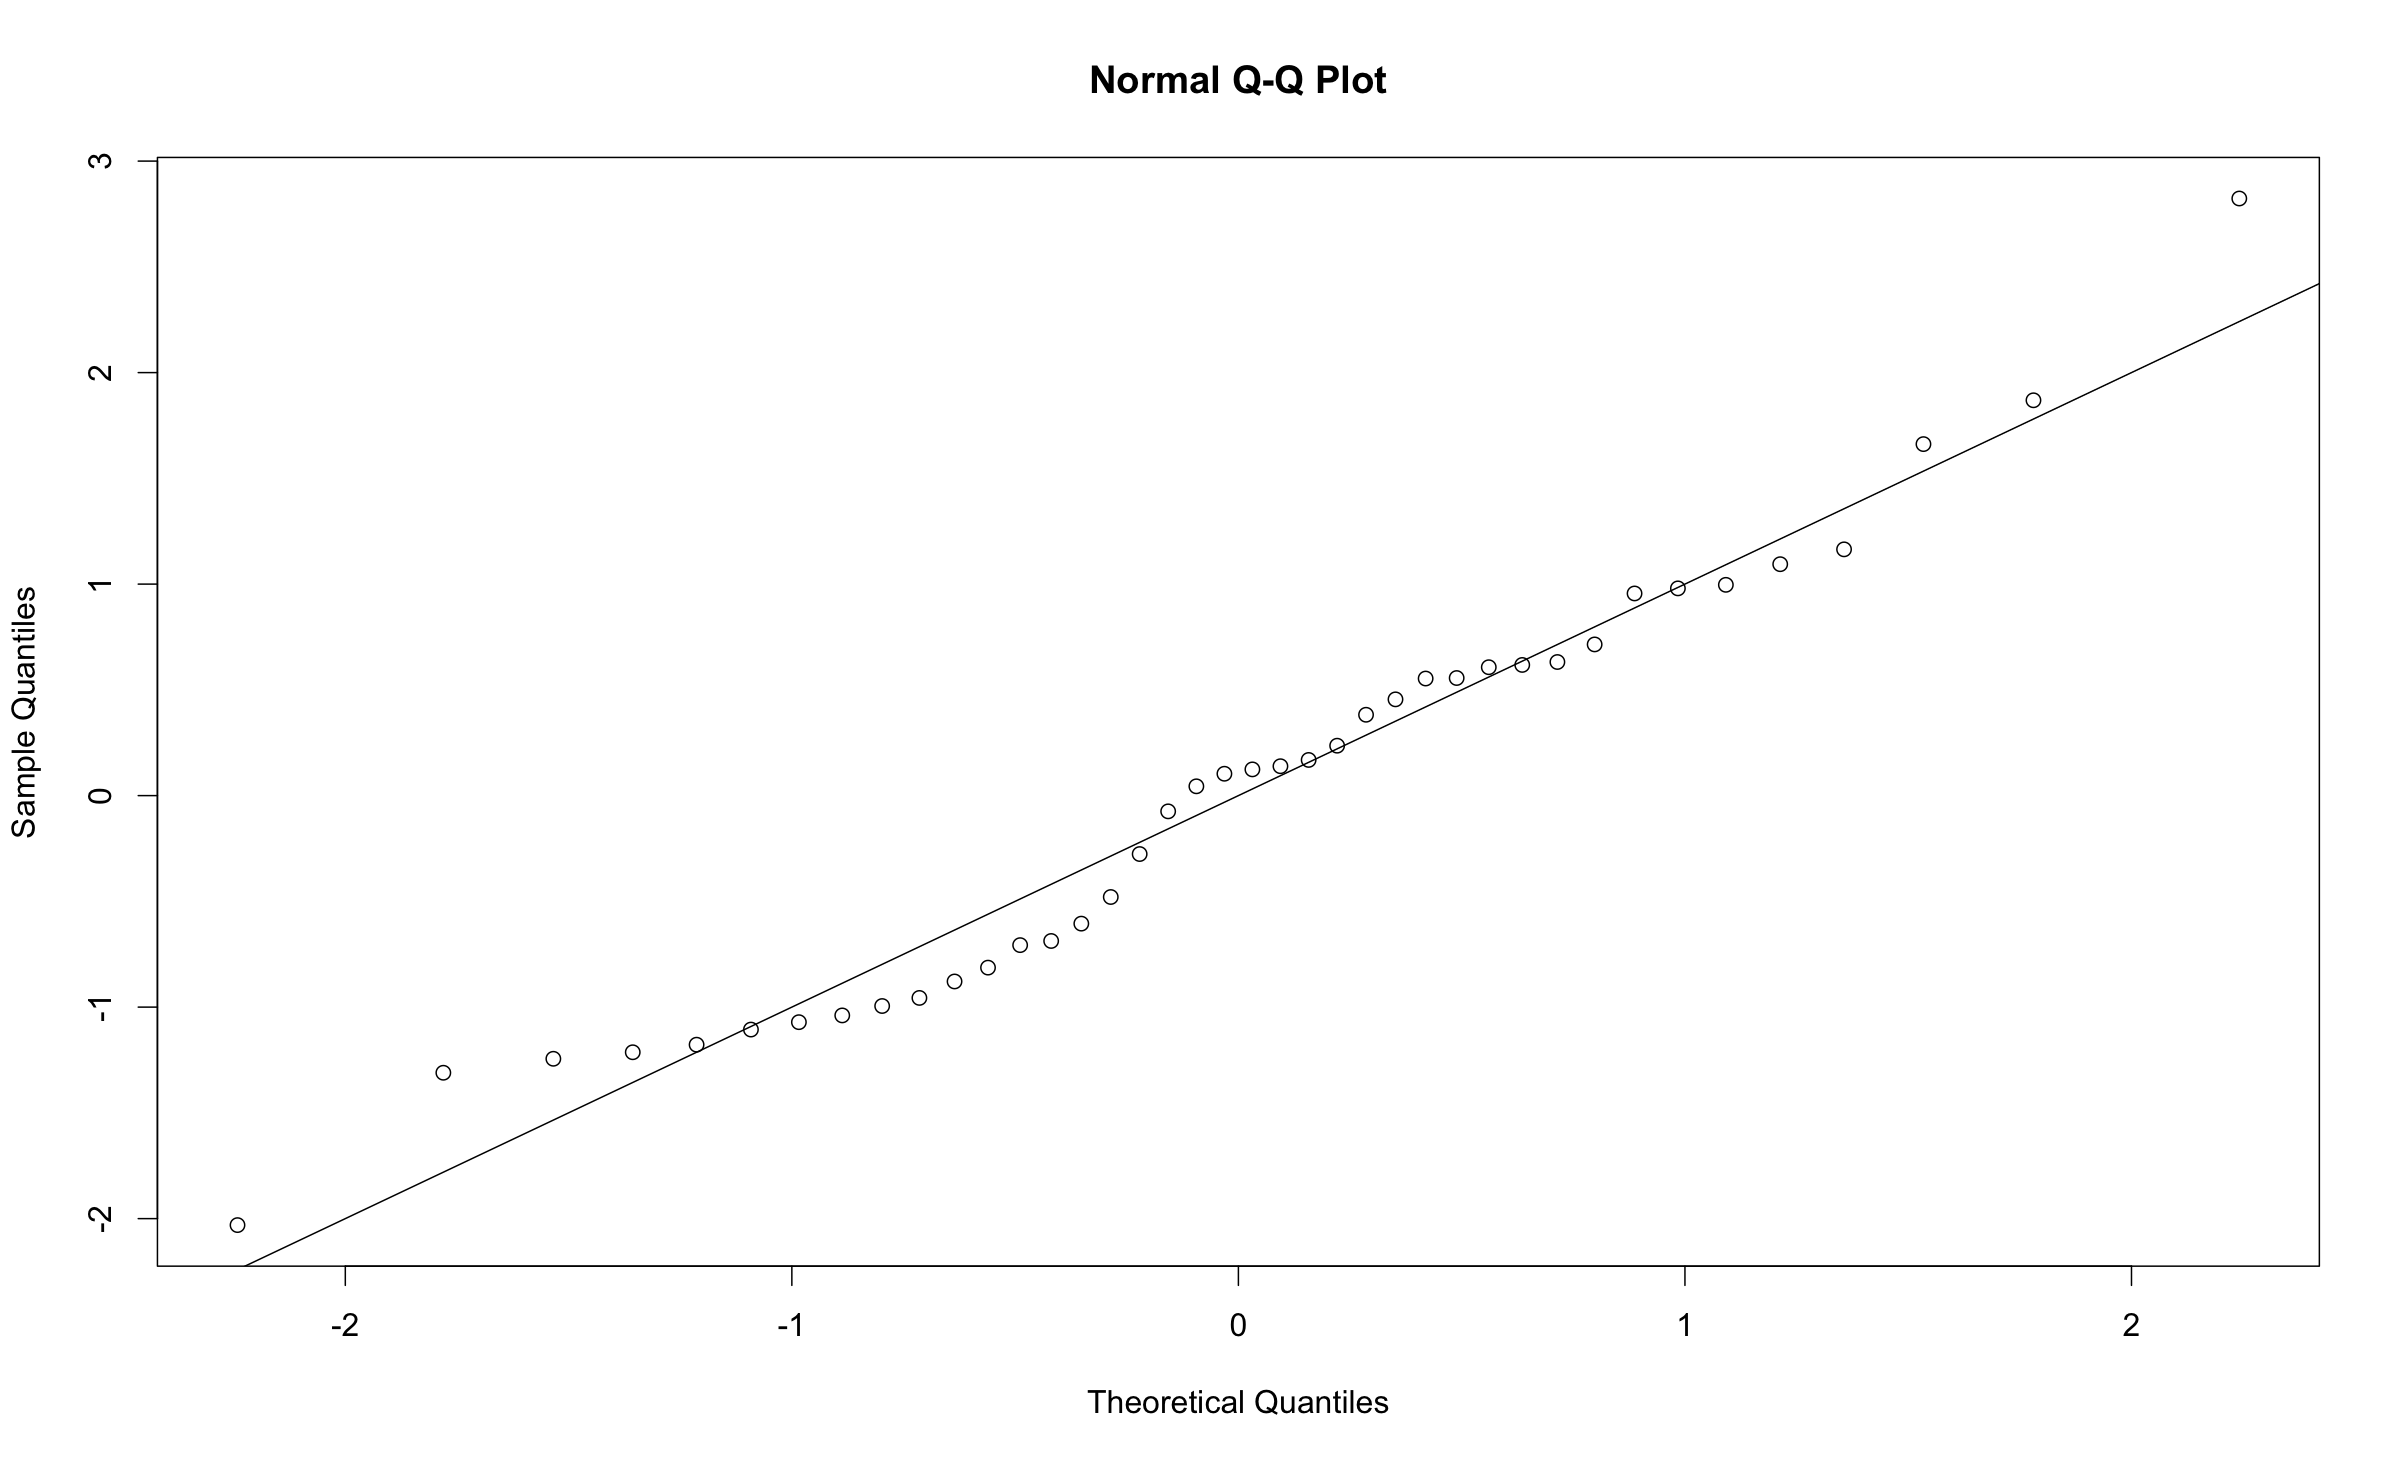 Normal Q-Q Plot
3
2
1
0
-1
-2
Sample Quantiles
-2 -1 0 1 2
Theoretical Quantiles